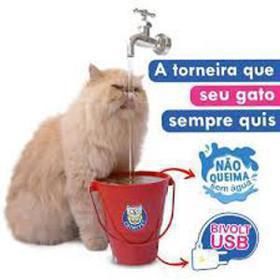 A torneira que
seu gato
sempre quis
NÃO
QUEIMA
sem água
BIVOLT
USB